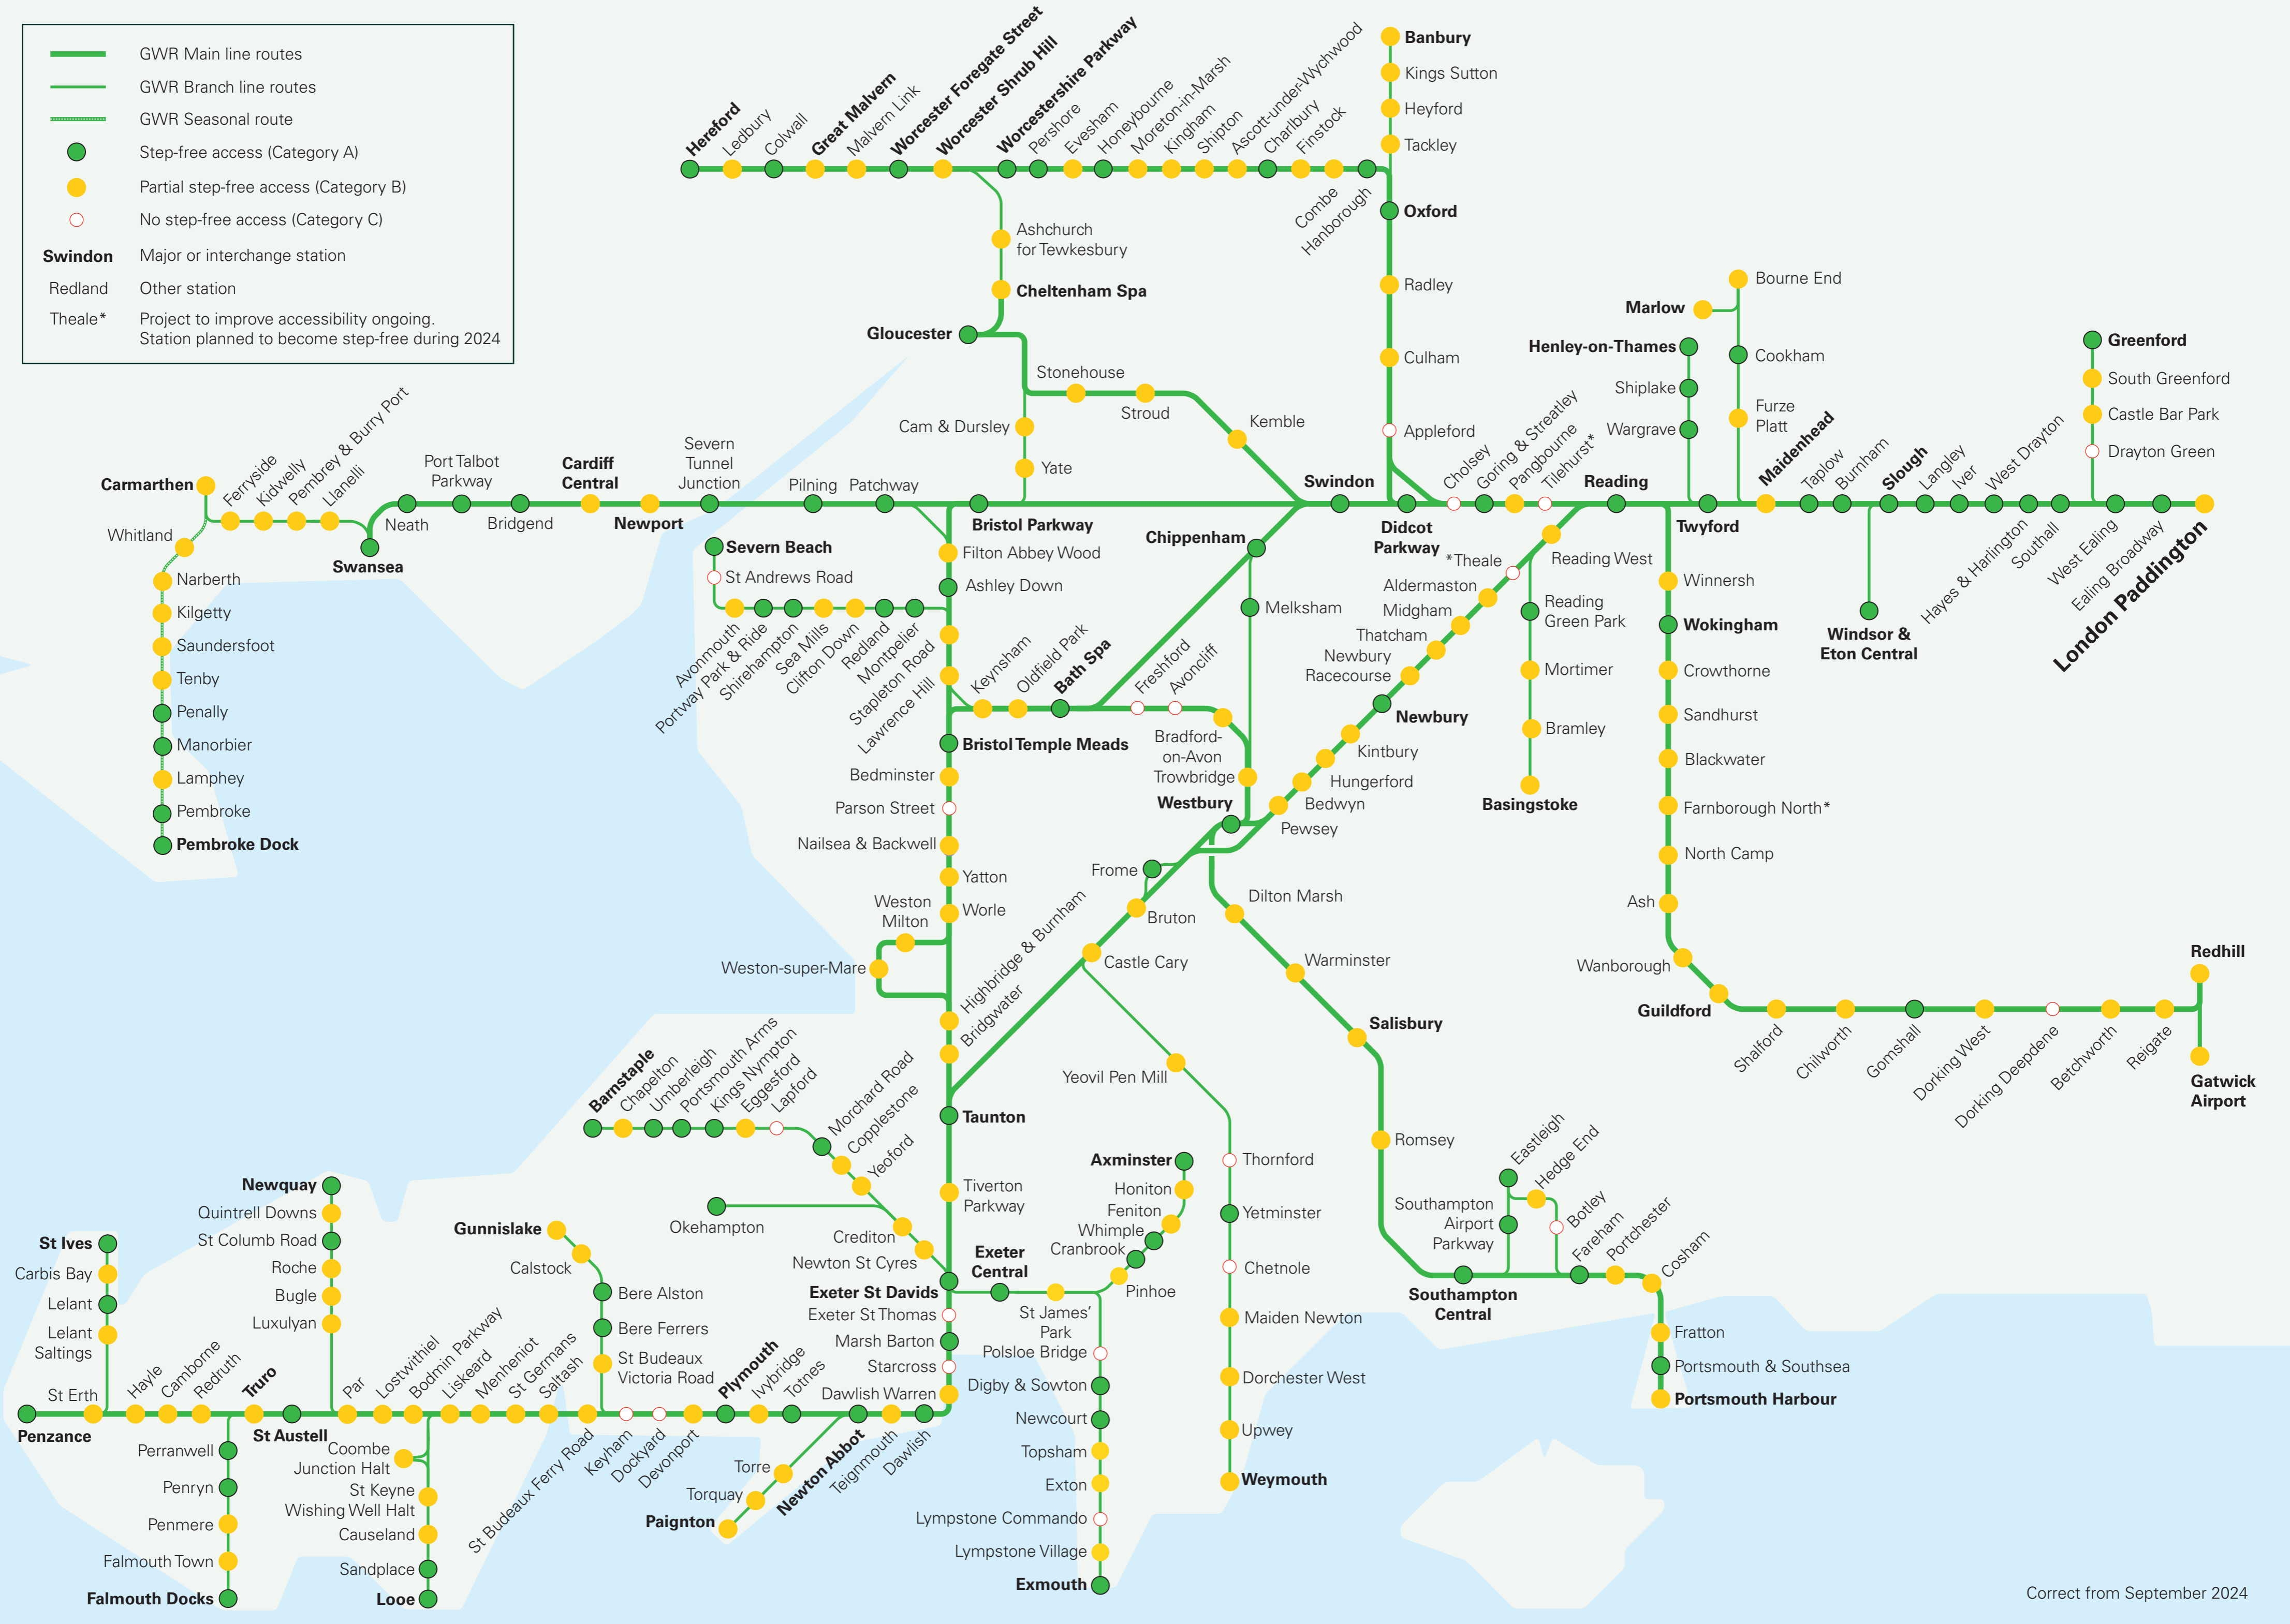 GWR Main line routes
GWR Branch line routes
GWR Seasonal route
Step-free access (Category A)
Partial step-free access (Category B)
No step-free access (Category C)
Swindon
Major or interchange station
Redland
Other station
Theale*
Project to improve accessibility ongoing.
Station planned to become step-free during 2024
Hereford
Ledbury
Colwall
Great Malvern
Malvern Link
Worcester Foregate Street
Worcester Shrub Hill
Worcestershire Parkway
Pershore
Evesham
Honeybourne
Moreton-in-Marsh
Kingham
Shipton
Ascott-under-Wychwood
Charlbury
Finstock
Combe
Hanborough
Banbury
Kings Sutton
Heyford
Tackley
Oxford
Radley
Culham
Appleford
Ashchurch
for Tewkesbury
Cheltenham Spa
Gloucester
Stonehouse
Stroud
Kemble
Cam & Dursley
Yate
Carmarthen
Ferryside
Kidwelly
Pembrey & Burry Port
Llanelli
Swansea
Neath
Port Talbot
Parkway
Bridgend
Cardiff
Central
Newport
Severn
Tunnel
Junction
Pilning
Patchway
Bristol Parkway
Swindon
Didcot
Parkway
Cholsey
Goring & Streatley
Pangbourne
Tilehurst*
Reading
Twyford
Maidenhead
Taplow
Burnham
Slough
Langley
Iver
West Drayton
Hayes & Harlington
Southall
West Ealing
Ealing Broadway
London Paddington
Henley-on-Thames
Shiplake
Wargrave
Marlow
Bourne End
Cookham
Furze
Platt
Greenford
South Greenford
Castle Bar Park
Drayton Green
Windsor &
Eton Central
Whitland
Narberth
Kilgetty
Saundersfoot
Tenby
Penally
Manorbier
Lamphey
Pembroke
Pembroke Dock
Severn Beach
St Andrews Road
Avonmouth
Portway Park & Ride
Shirehampton
Sea Mills
Clifton Down
Redland
Montpelier
Filton Abbey Wood
Ashley Down
Stapleton Road
Lawrence Hill
Keynsham
Oldfield Park
Bath Spa
Freshford
Avoncliff
Bradford-
on-Avon
Trowbridge
Westbury
Chippenham
Melksham
Bristol Temple Meads
Bedminster
Parson Street
Nailsea & Backwell
Yatton
Worle
Weston
Milton
Weston-super-Mare
Highbridge & Burnham
Bridgwater
Taunton
Tiverton
Parkway
Reading West
*Theale
Aldermaston
Midgham
Thatcham
Newbury
Racecourse
Newbury
Kintbury
Hungerford
Bedwyn
Pewsey
Reading
Green Park
Mortimer
Bramley
Basingstoke
Winnersh
Wokingham
Crowthorne
Sandhurst
Blackwater
Farnborough North*
North Camp
Ash
Wanborough
Guildford
Shalford
Chilworth
Gomshall
Dorking West
Dorking Deepdene
Betchworth
Reigate
Redhill
Gatwick
Airport
Frome
Bruton
Castle Cary
Yeovil Pen Mill
Thornford
Yetminster
Chetnole
Maiden Newton
Dorchester West
Upwey
Weymouth
Dilton Marsh
Warminster
Salisbury
Romsey
Southampton
Central
Southampton
Airport
Parkway
Eastleigh
Hedge End
Botley
Fareham
Portchester
Cosham
Fratton
Portsmouth & Southsea
Portsmouth Harbour
Barnstaple
Chapelton
Umberleigh
Portsmouth Arms
Kings Nympton
Eggesford
Lapford
Morchard Road
Copplestone
Yeoford
Crediton
Newton St Cyres
Okehampton
Exeter St Davids
Exeter
Central
St James’
Park
Pinhoe
Cranbrook
Whimple
Feniton
Honiton
Axminster
Polsloe Bridge
Digby & Sowton
Newcourt
Topsham
Exton
Lympstone Commando
Lympstone Village
Exmouth
Exeter St Thomas
Marsh Barton
Starcross
Dawlish Warren
Dawlish
Teignmouth
Newton Abbot
Torre
Torquay
Paignton
Totnes
Ivybridge
Plymouth
Devonport
Dockyard
Keyham
St Budeaux Ferry Road
Gunnislake
Calstock
Bere Alston
Bere Ferrers
St Budeaux
Victoria Road
Saltash
St Germans
Menheniot
Liskeard
Bodmin Parkway
Lostwithiel
Par
Coombe
Junction Halt
St Keyne
Wishing Well Halt
Causeland
Sandplace
Looe
Newquay
Quintrell Downs
St Columb Road
Roche
Bugle
Luxulyan
St Austell
Truro
Perranwell
Penryn
Penmere
Falmouth Town
Falmouth Docks
Redruth
Camborne
Hayle
St Erth
Penzance
St Ives
Carbis Bay
Lelant
Lelant
Saltings
Correct from September 2024